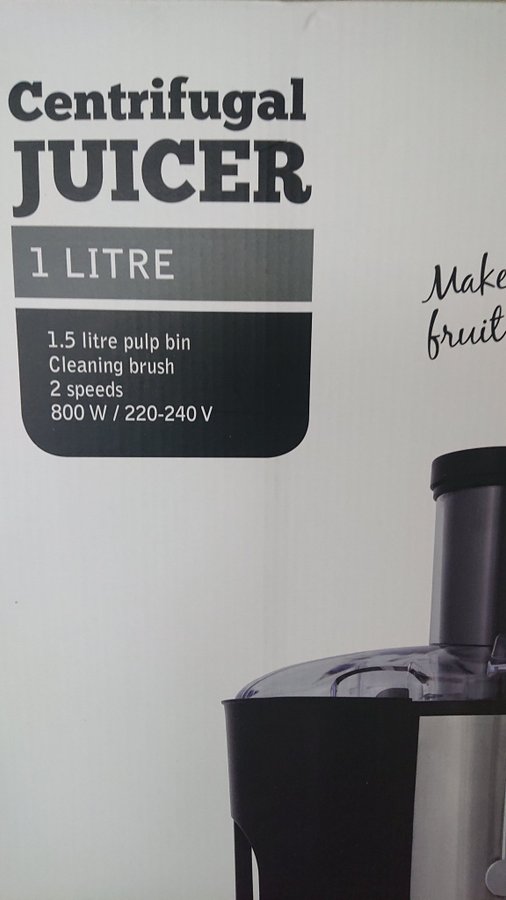 Centrifugal
JUICER
1 LITRE
1.5 litre pulp bin
Cleaning brush
2 speeds
800 W / 220-240 V
Make
fruit